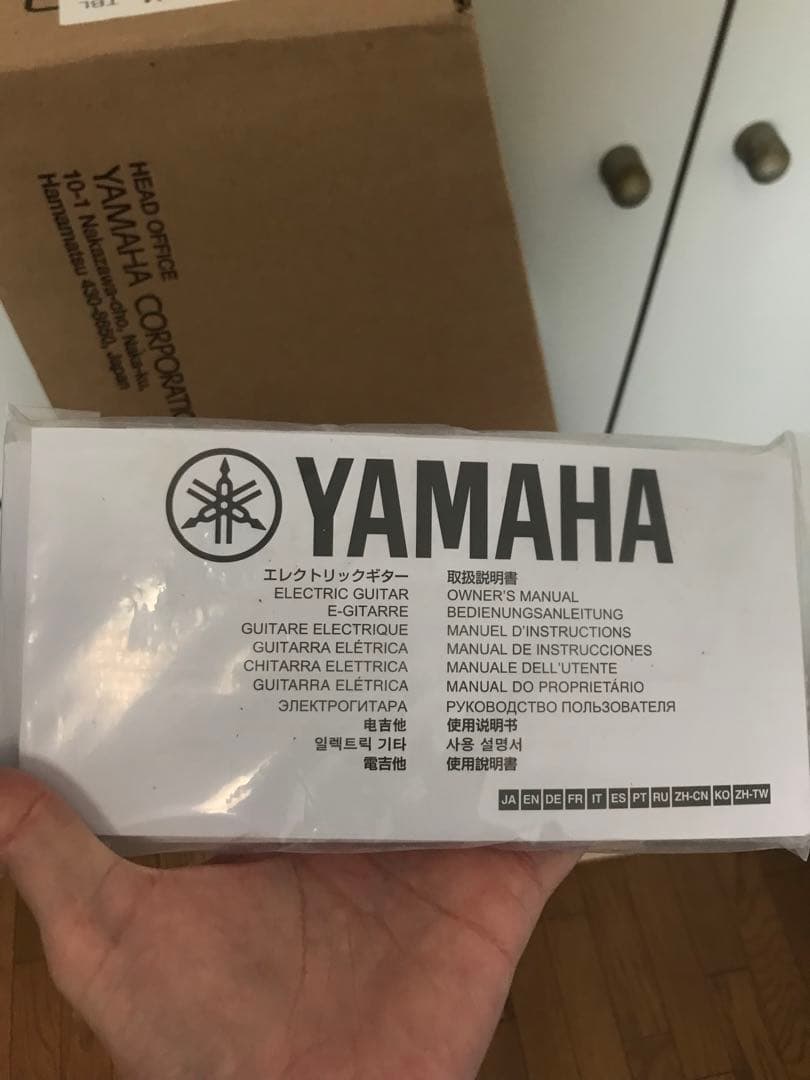 TBL
HEAD OFFICE
YAMAHA CORPORATIO
10-1 Nakazawa-cho, Naka-ku,
Hamamatsu 430-8650, Japan
YAMAHA
エレクトリックギター 取扱説明書
ELECTRIC GUITAR OWNER'S MANUAL
E-GITARRE BEDIENUNGSANLEITUNG
GUITARE ELECTRIQUE MANUEL D'INSTRUCTIONS
GUITARRA ELÉTRICA MANUAL DE INSTRUCCIONES
CHITARRA ELETTRICA MANUALE DELL'UTENTE
GUITARRA ELÉTRICA MANUAL DO PROPRIETÁRIO
ЭЛЕКТРОГИТАРА РУКОВОДСТВО ПОЛЬЗОВАТЕЛЯ
电吉他 使用说明书
일렉트릭 기타 사용 설명서
電吉他 使用說明書
JA EN DE FR IT ES PT RU ZH-CN KO ZH-TW